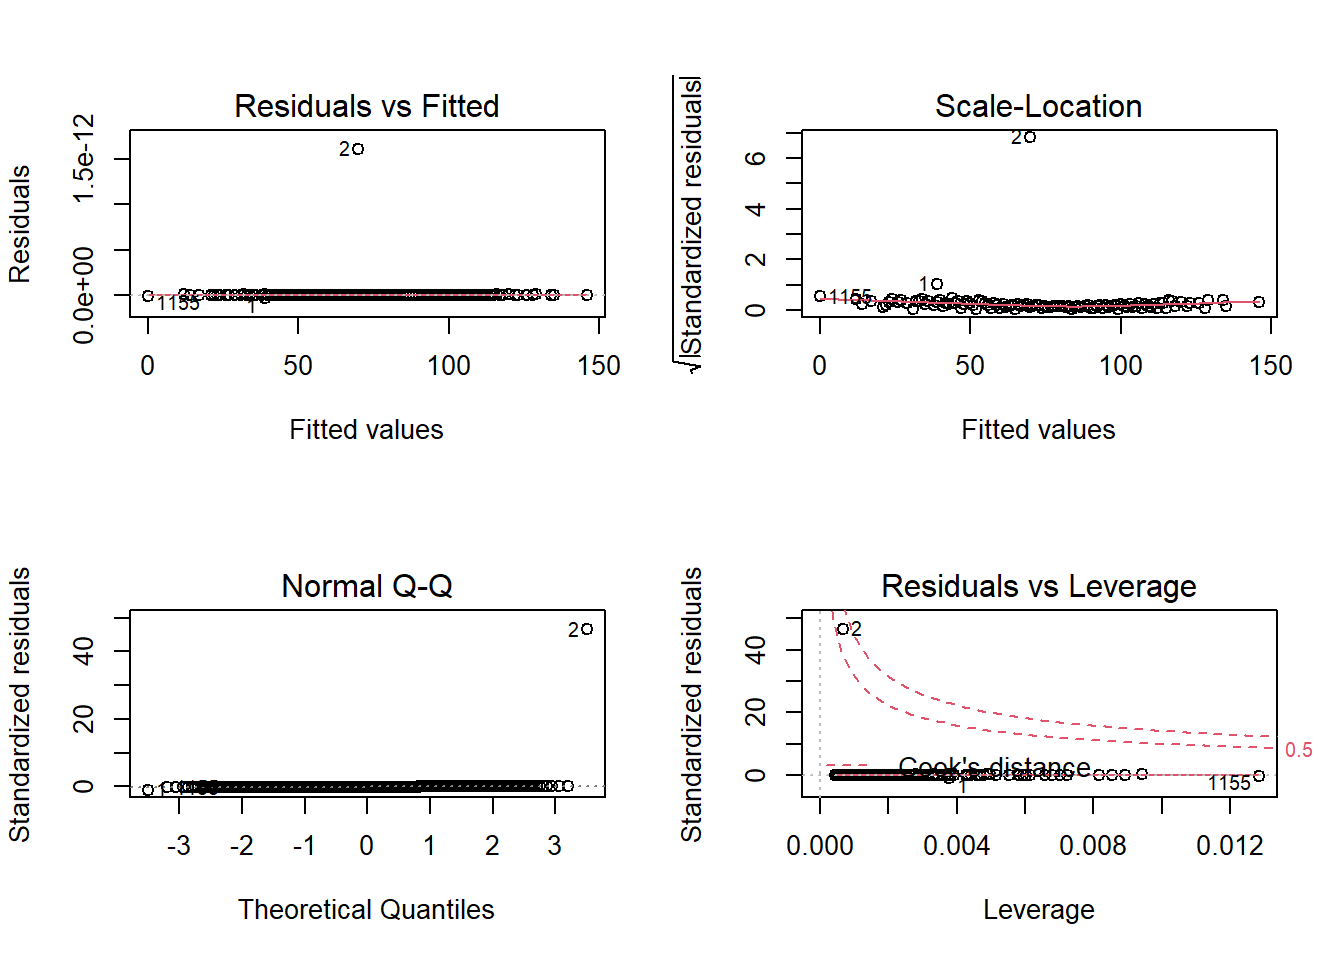 Residuals vs Fitted
Residuals
0.0e+00 1.5e-12
2
1155
1
0 50 100 150
Fitted values
Scale-Location
√|Standardized residuals|
0 2 4 6
2
1
1155
0 50 100 150
Fitted values
Normal Q-Q
Standardized residuals
0 20 40
2
1
-3 -2 -1 0 1 2 3
Theoretical Quantiles
Residuals vs Leverage
Standardized residuals
0 20 40
2
0.5
Cook's distance
1155
1
0.000 0.004 0.008 0.012
Leverage